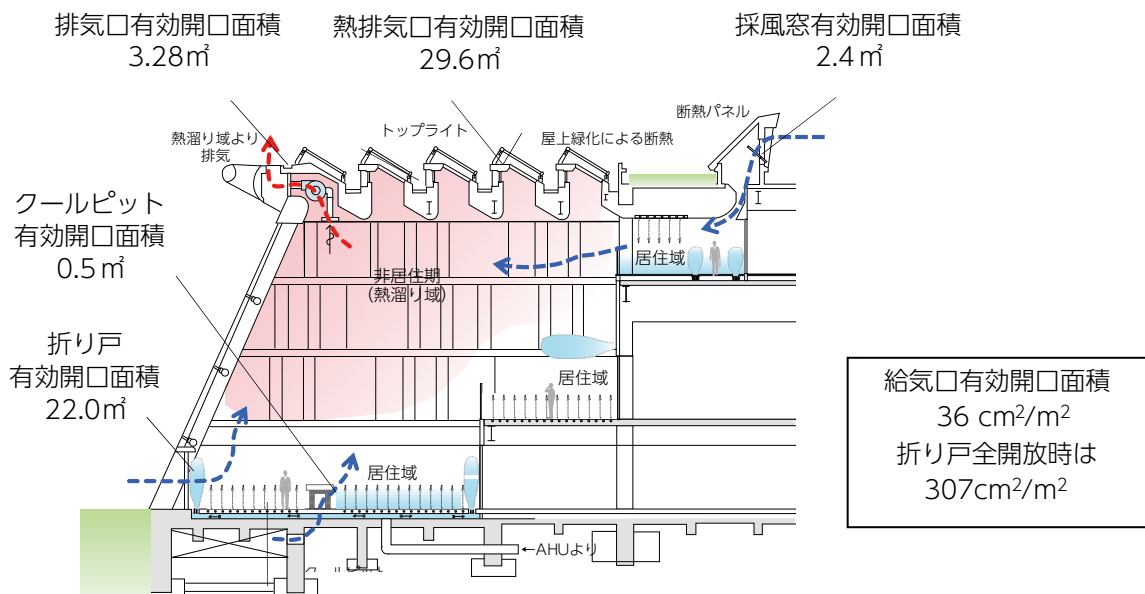 排気口有効開口面積
3.28㎡
熱排気口有効開口面積
29.6㎡
採風窓有効開口面積
2.4㎡
熱溜り域より
排気
トップライト
屋上緑化による断熱
断熱パネル
クールピット
有効開口面積
0.5㎡
居住域
非居住期
(熱溜り域)
折り戸
有効開口面積
22.0㎡
居住域
給気口有効開口面積
36 cm²/m²
折り戸全開放時は
307cm²/m²
居住域
←AHUより
クールピット